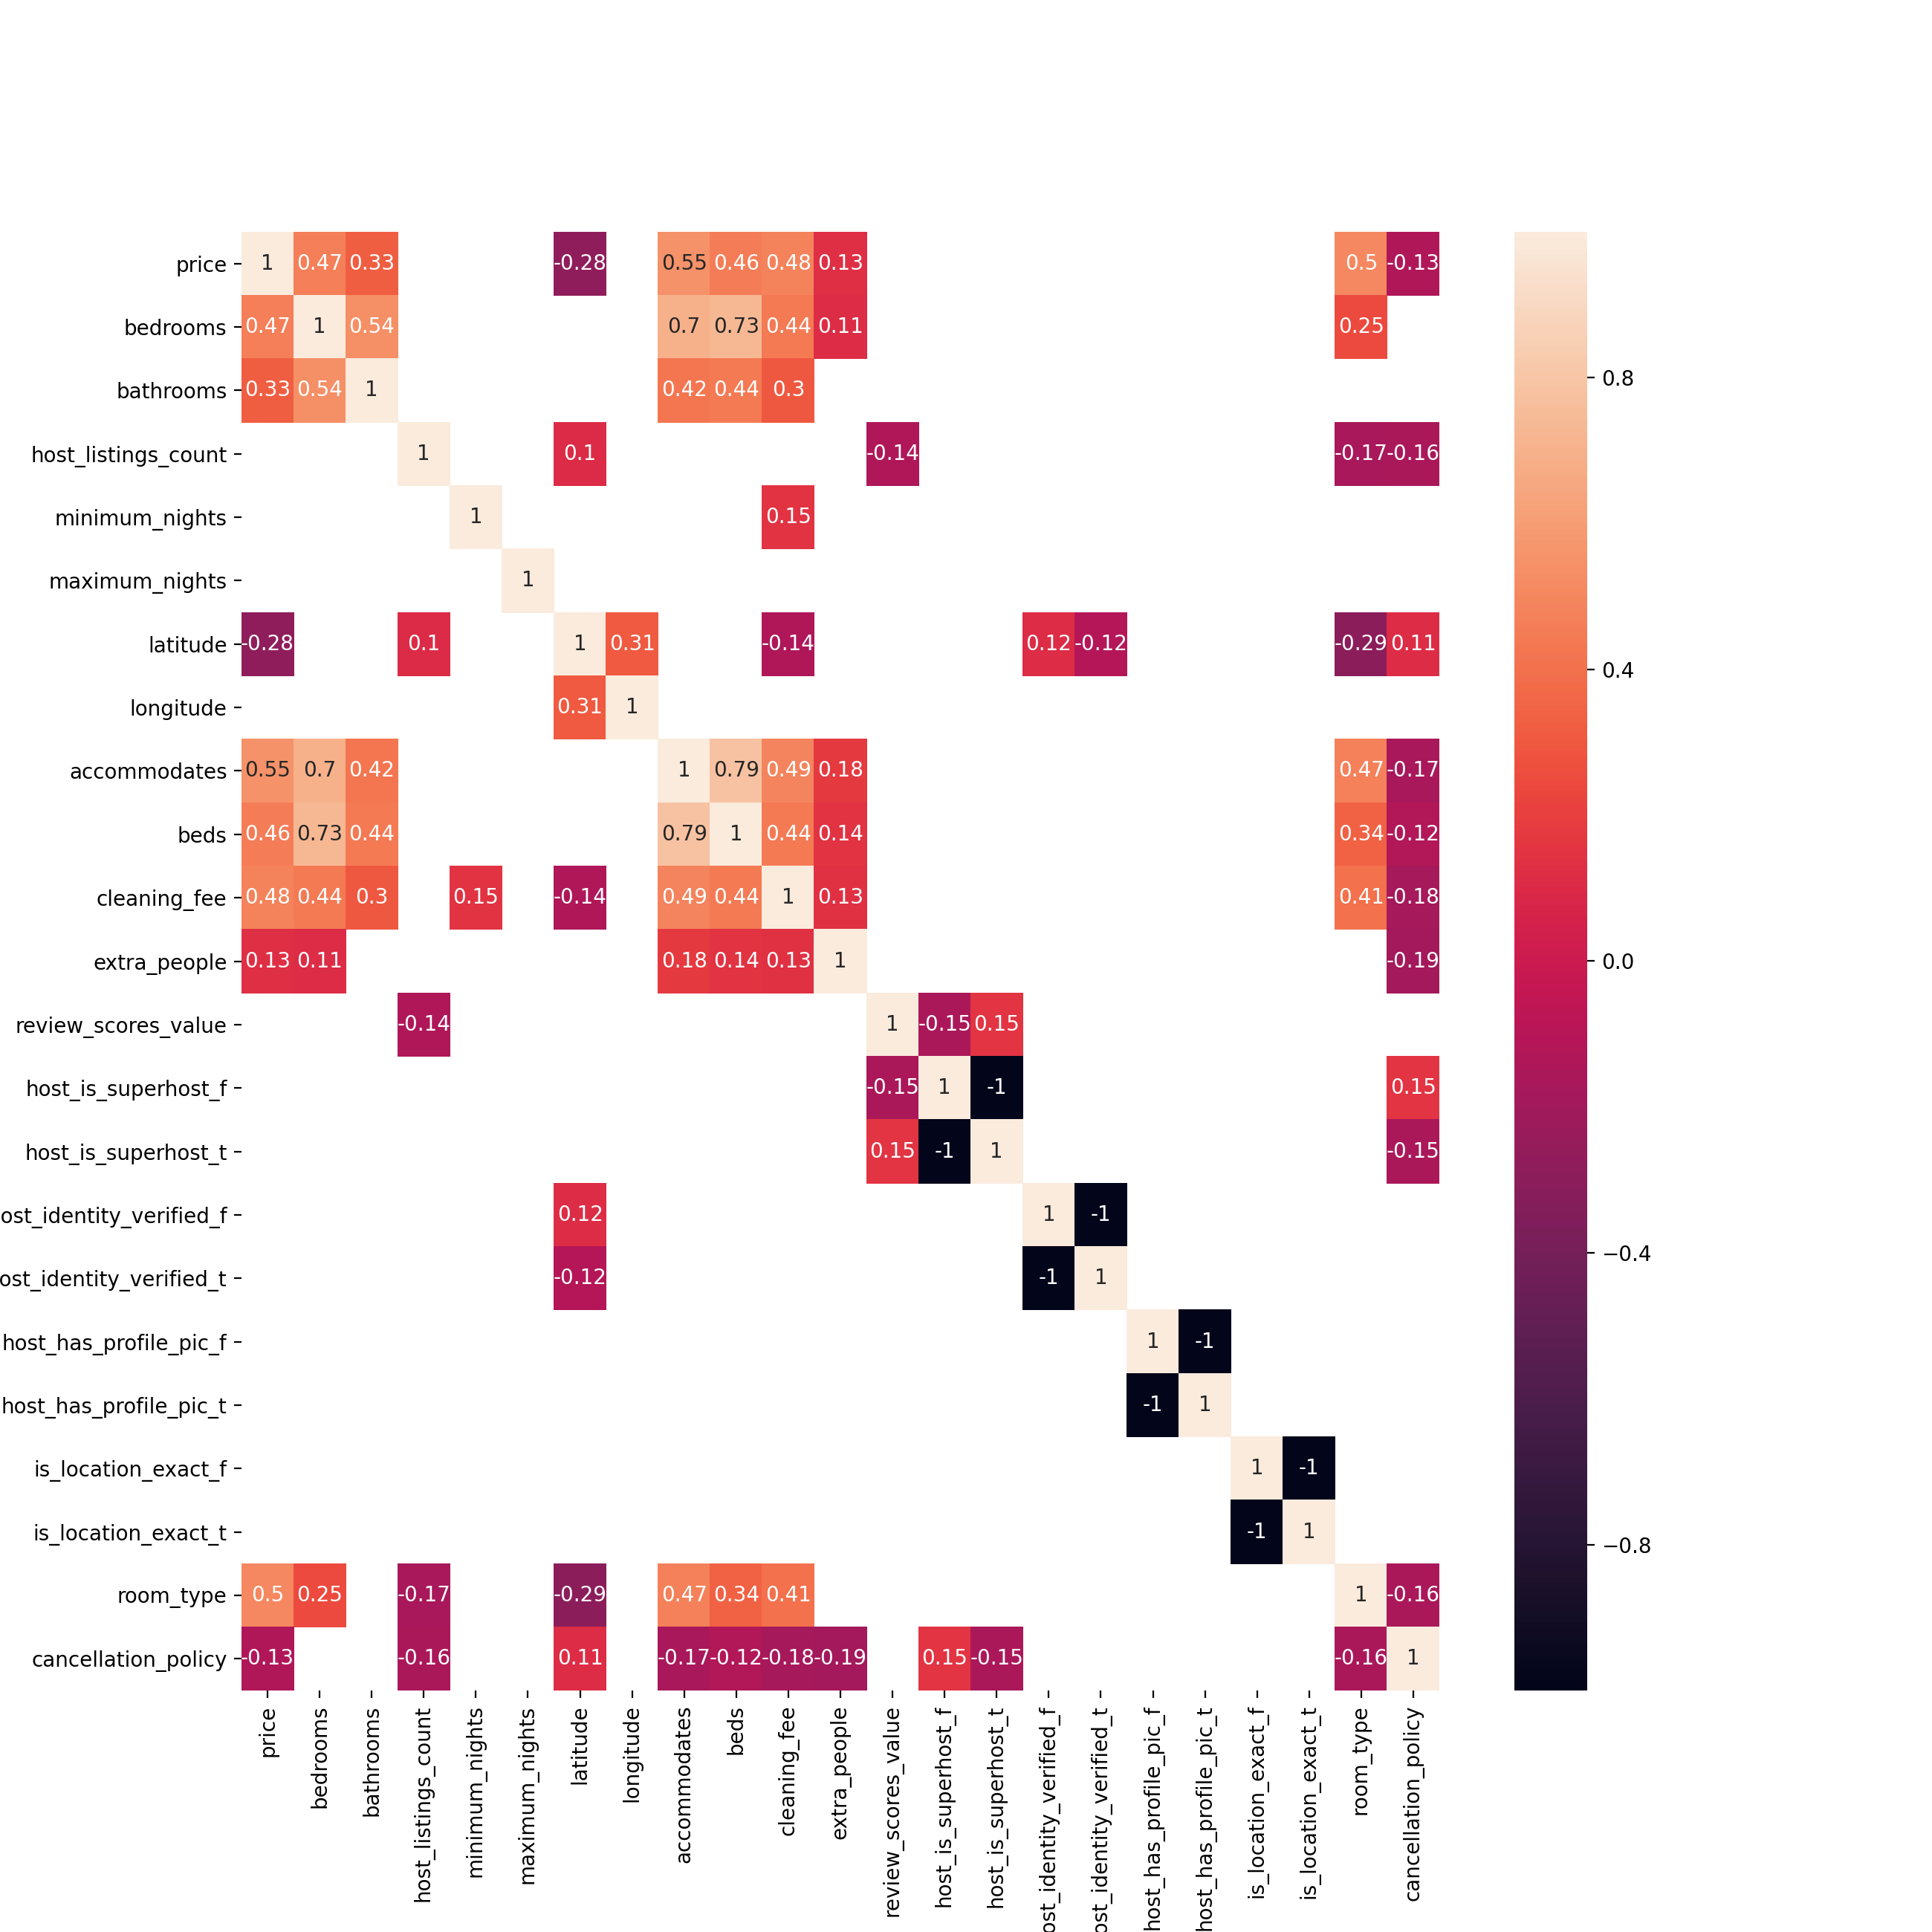 price 1 0.47 0.33 -0.28 0.55 0.46 0.48 0.13 0.5 -0.13
bedrooms 0.47 1 0.54 0.7 0.73 0.44 0.11 0.25
bathrooms 0.33 0.54 1 0.42 0.44 0.3
0.8
host_listings_count 1 0.1 -0.14 -0.17 -0.16
minimum_nights 1 0.15
maximum_nights 1
latitude -0.28 0.1 1 0.31 -0.14 0.12 -0.12 -0.29 0.11
0.4
longitude 0.31 1
accommodates 0.55 0.7 0.42 1 0.79 0.49 0.18 0.47 -0.17
beds 0.46 0.73 0.44 0.79 1 0.44 0.14 0.34 -0.12
cleaning_fee 0.48 0.44 0.3 0.15 -0.14 0.49 0.44 1 0.13 0.41 -0.18
extra_people 0.13 0.11 0.18 0.14 0.13 1 -0.19
0.0
review_scores_value -0.14 1 -0.15 0.15
host_is_superhost_f -0.15 1 -1 0.15
host_is_superhost_t 0.15 -1 1 -0.15
ost_identity_verified_f 0.12 1 -1
−0.4
ost_identity_verified_t -0.12 -1 1
host_has_profile_pic_f 1 -1
host_has_profile_pic_t -1 1
is_location_exact_f 1 -1
is_location_exact_t -1 1
−0.8
room_type 0.5 0.25 -0.17 -0.29 0.47 0.34 0.41 1 -0.16
cancellation_policy -0.13 -0.16 0.11 -0.17 -0.12 -0.18 -0.19 0.15 -0.15 -0.16 1
price
bedrooms
bathrooms
host_listings_count
minimum_nights
maximum_nights
latitude
longitude
accommodates
beds
cleaning_fee
extra_people
review_scores_value
host_is_superhost_f
host_is_superhost_t
ost_identity_verified_f
ost_identity_verified_t
host_has_profile_pic_f
host_has_profile_pic_t
is_location_exact_f
is_location_exact_t
room_type
cancellation_policy